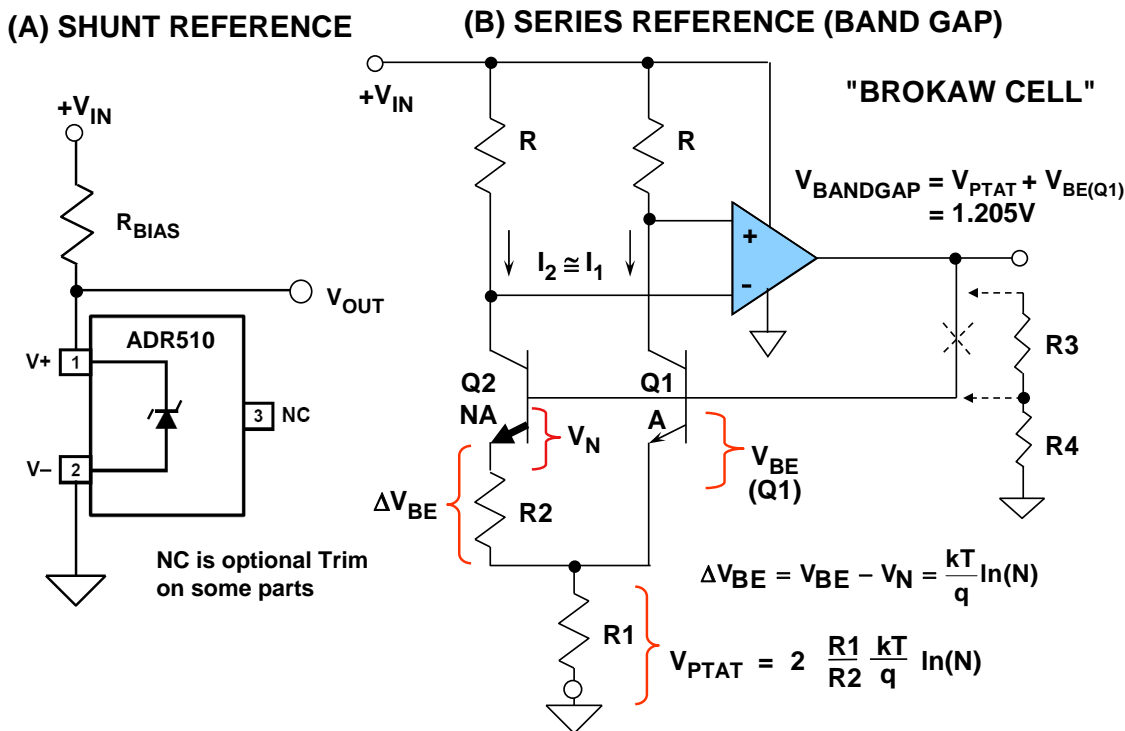 (A) SHUNT REFERENCE
+VIN
RBIAS
VOUT
ADR510
V+
1
3
NC
V–
2
NC is optional Trim
on some parts
(B) SERIES REFERENCE (BAND GAP)
+VIN
"BROKAW CELL"
R
R
VBANDGAP = VPTAT + VBE(Q1)
= 1.205V
+
-
I2 ≅ I1
R3
R4
Q2
NA
Q1
A
VN
VBE
(Q1)
ΔVBE
R2
ΔVBE = VBE − VN = kT/q ln(N)
R1
VPTAT = 2 R1/R2 kT/q ln(N)